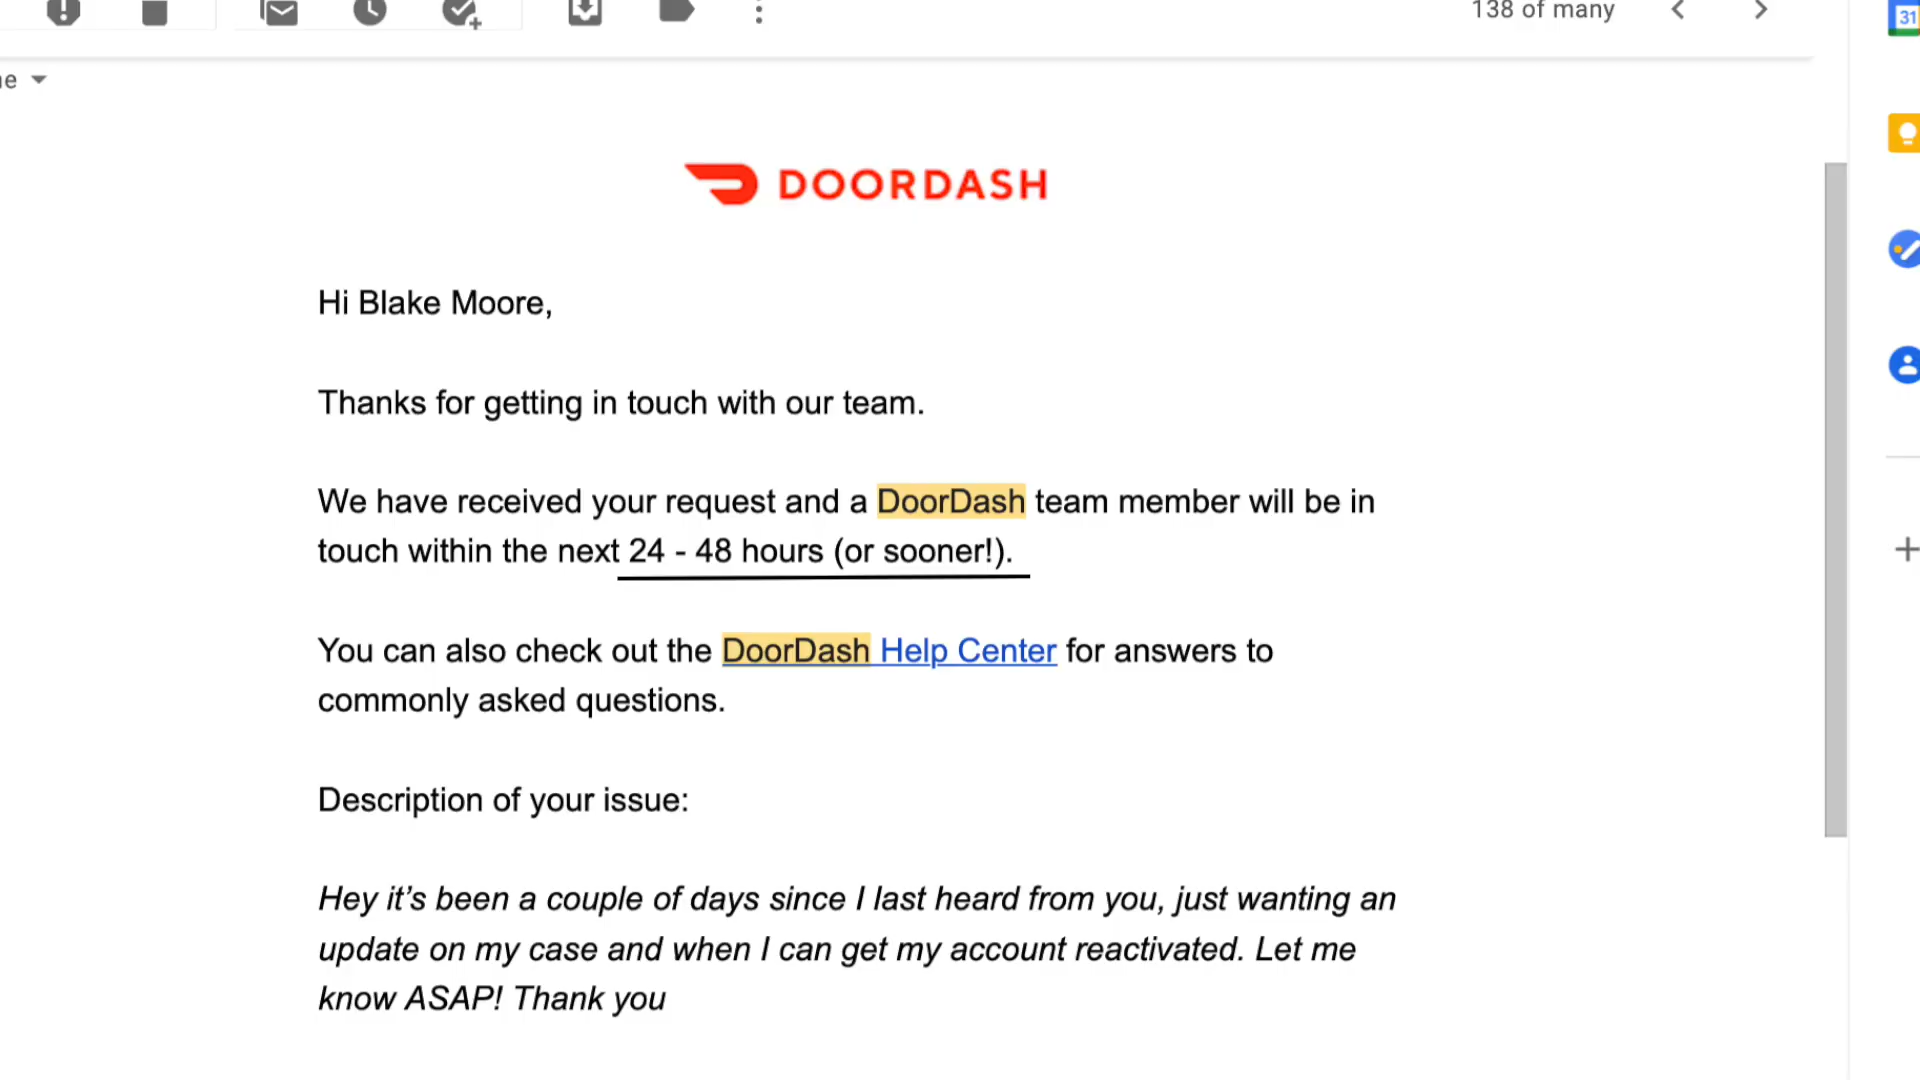 138 of many
31
ne
DOORDASH
Hi Blake Moore,
Thanks for getting in touch with our team.
We have received your request and a DoorDash team member will be in
touch within the next 24 - 48 hours (or sooner!).
You can also check out the DoorDash Help Center for answers to
commonly asked questions.
Description of your issue:
Hey it’s been a couple of days since I last heard from you, just wanting an
update on my case and when I can get my account reactivated. Let me
know ASAP! Thank you